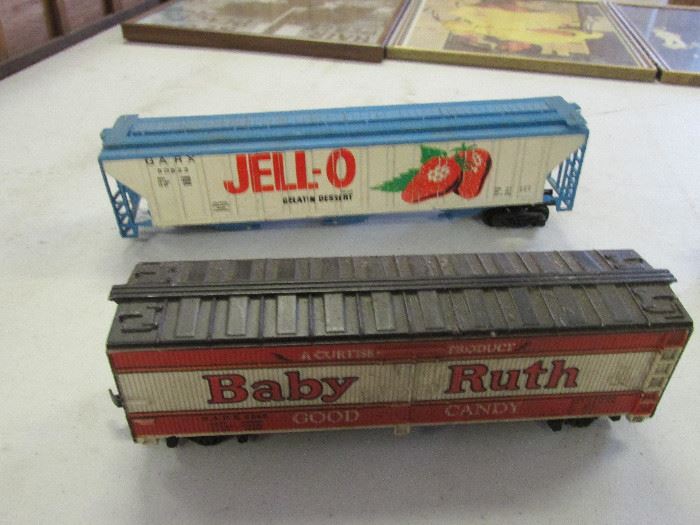 GARX
JELL-O
GELATIN DESSERT
A CURTISS PRODUCT
Baby Ruth
GOOD CANDY